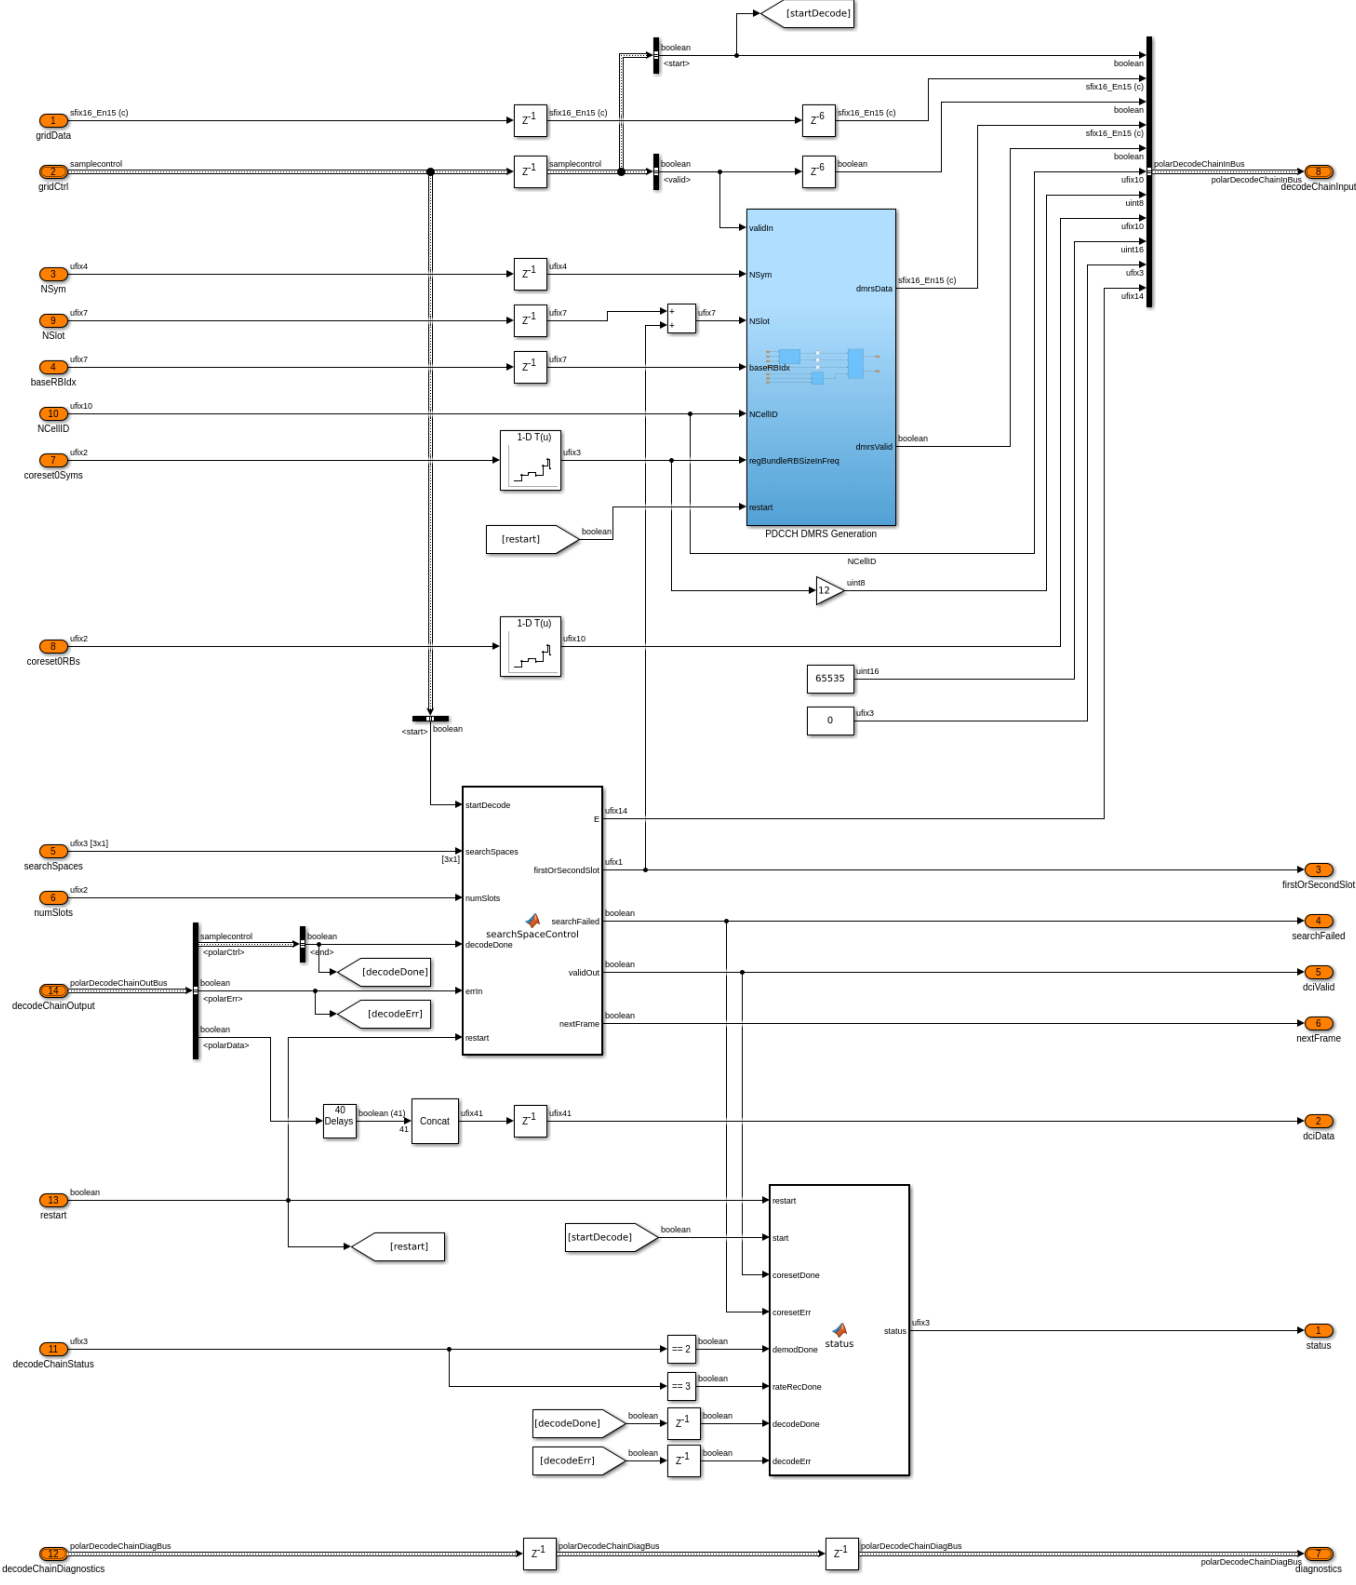 [startDecode]
boolean
<start>
boolean
sfix16_En15 (c)
boolean
sfix16_En15 (c)
boolean
ufix10
uint8
ufix10
uint16
ufix3
ufix14
1
gridData
sfix16_En15 (c)
Z-1
sfix16_En15 (c)
Z-6
sfix16_En15 (c)
2
gridCtrl
samplecontrol
Z-1
samplecontrol
boolean
<valid>
Z-6
boolean
polarDecodeChainInBus
polarDecodeChainInBus
8
decodeChainInput
3
NSym
ufix4
Z-1
ufix4
9
NSlot
ufix7
Z-1
ufix7
+
+
ufix7
4
baseRBIdx
ufix7
Z-1
ufix7
10
NCellID
ufix10
7
coreset0Syms
ufix2
1-D T(u)
ufix3
[restart]
boolean
validIn
NSym
NSlot
baseRBIdx
NCellID
regBundleRBSizeInFreq
restart
dmrsData
dmrsValid
PDCCH DMRS Generation
sfix16_En15 (c)
boolean
NCellID
12
uint8
8
coreset0RBs
ufix2
1-D T(u)
ufix10
65535
uint16
0
ufix3
<start>
boolean
5
searchSpaces
ufix3 [3x1]
[3x1]
6
numSlots
ufix2
14
decodeChainOutput
polarDecodeChainOutBus
samplecontrol
<polarCtrl>
boolean
<end>
[decodeDone]
boolean
<polarErr>
[decodeErr]
boolean
<polarData>
startDecode
searchSpaces
numSlots
decodeDone
errIn
restart
searchSpaceControl
E
firstOrSecondSlot
searchFailed
validOut
nextFrame
ufix14
ufix1
3
firstOrSecondSlot
boolean
4
searchFailed
boolean
5
dciValid
boolean
6
nextFrame
40
Delays
boolean (41)
41
Concat
ufix41
Z-1
ufix41
2
dciData
13
restart
boolean
[restart]
[startDecode]
boolean
11
decodeChainStatus
ufix3
== 2
boolean
== 3
boolean
[decodeDone]
boolean
Z-1
boolean
[decodeErr]
boolean
Z-1
boolean
restart
start
coresetDone
coresetErr
demodDone
rateRecDone
decodeDone
decodeErr
status
status
ufix3
1
status
12
decodeChainDiagnostics
polarDecodeChainDiagBus
Z-1
polarDecodeChainDiagBus
Z-1
polarDecodeChainDiagBus
polarDecodeChainDiagBus
7
diagnostics